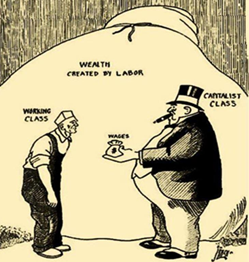 WEALTH
CREATED BY LABOR
WORKING
CLASS
CAPITALIST
CLASS
WAGES
$